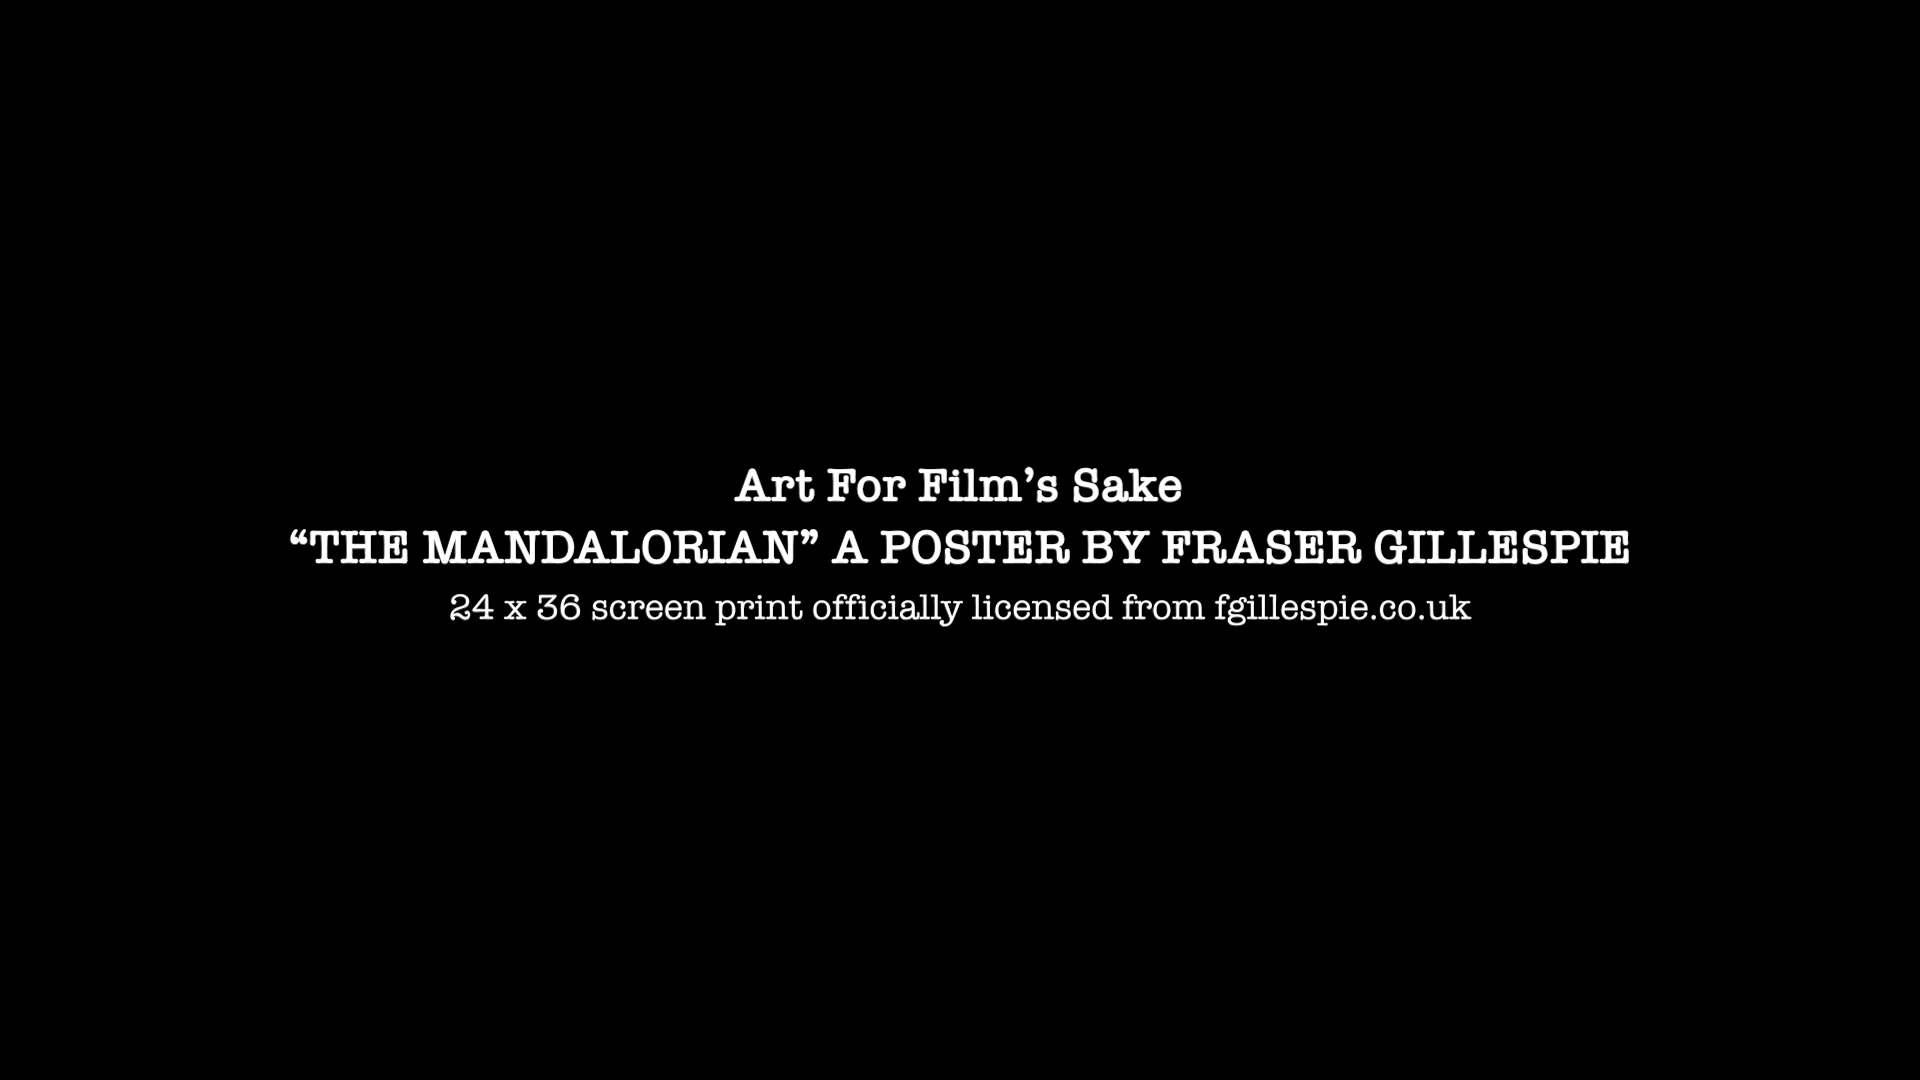 Art For Film’s Sake
“THE MANDALORIAN” A POSTER BY FRASER GILLESPIE
24 x 36 screen print officially licensed from fgillespie.co.uk